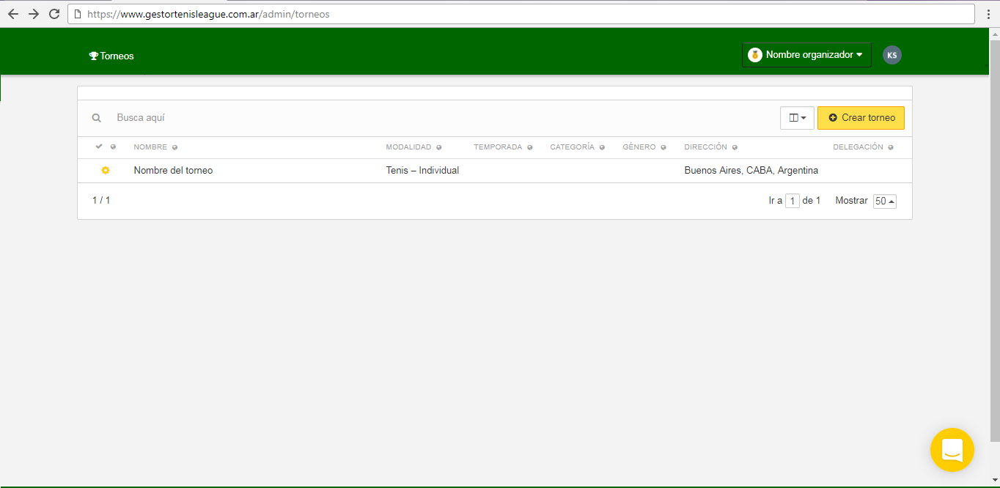 https://www.gestortenisleague.com.ar/admin/torneos
Torneos
Nombre organizador
KS
Busca aquí
Crear torneo
NOMBRE MODALIDAD TEMPORADA CATEGORÍA GÉNERO DIRECCIÓN DELEGACIÓN
Nombre del torneo Tenis – Individual Buenos Aires, CABA, Argentina
1 / 1 Ir a 1 de 1 Mostrar 50